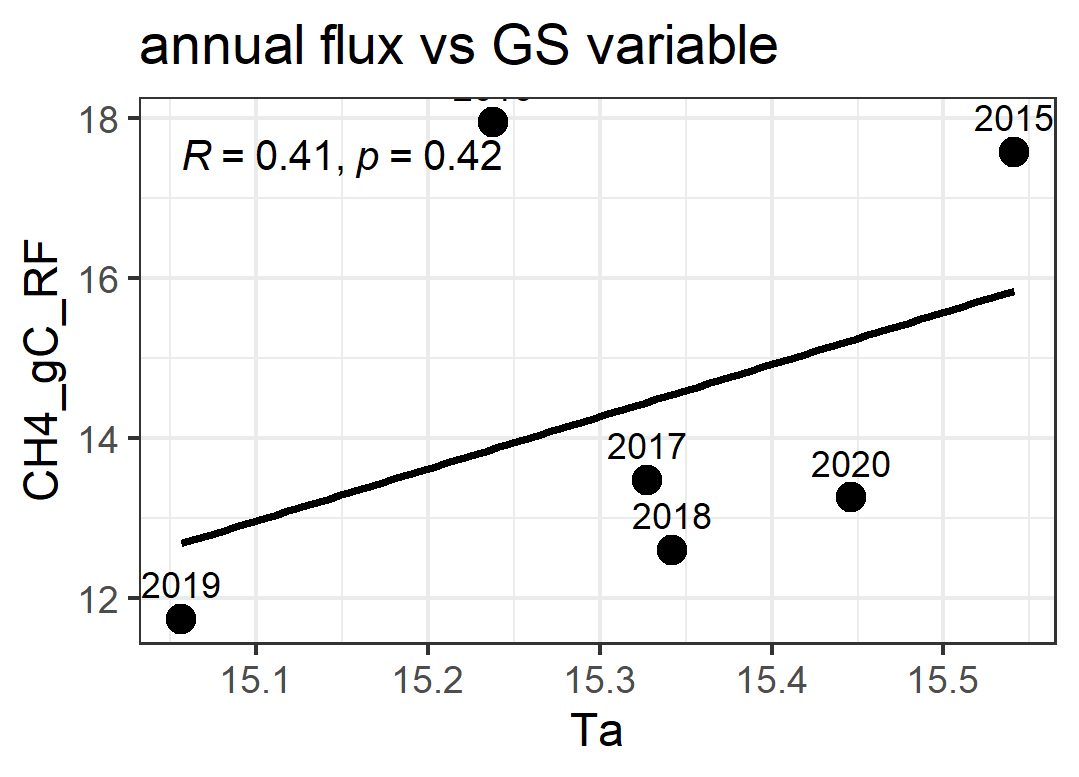 annual flux vs GS variable
18
16
14
12
CH4_gC_RF
R = 0.41, p = 0.42
2015
2017
2020
2018
2019
15.1 15.2 15.3 15.4 15.5
Ta